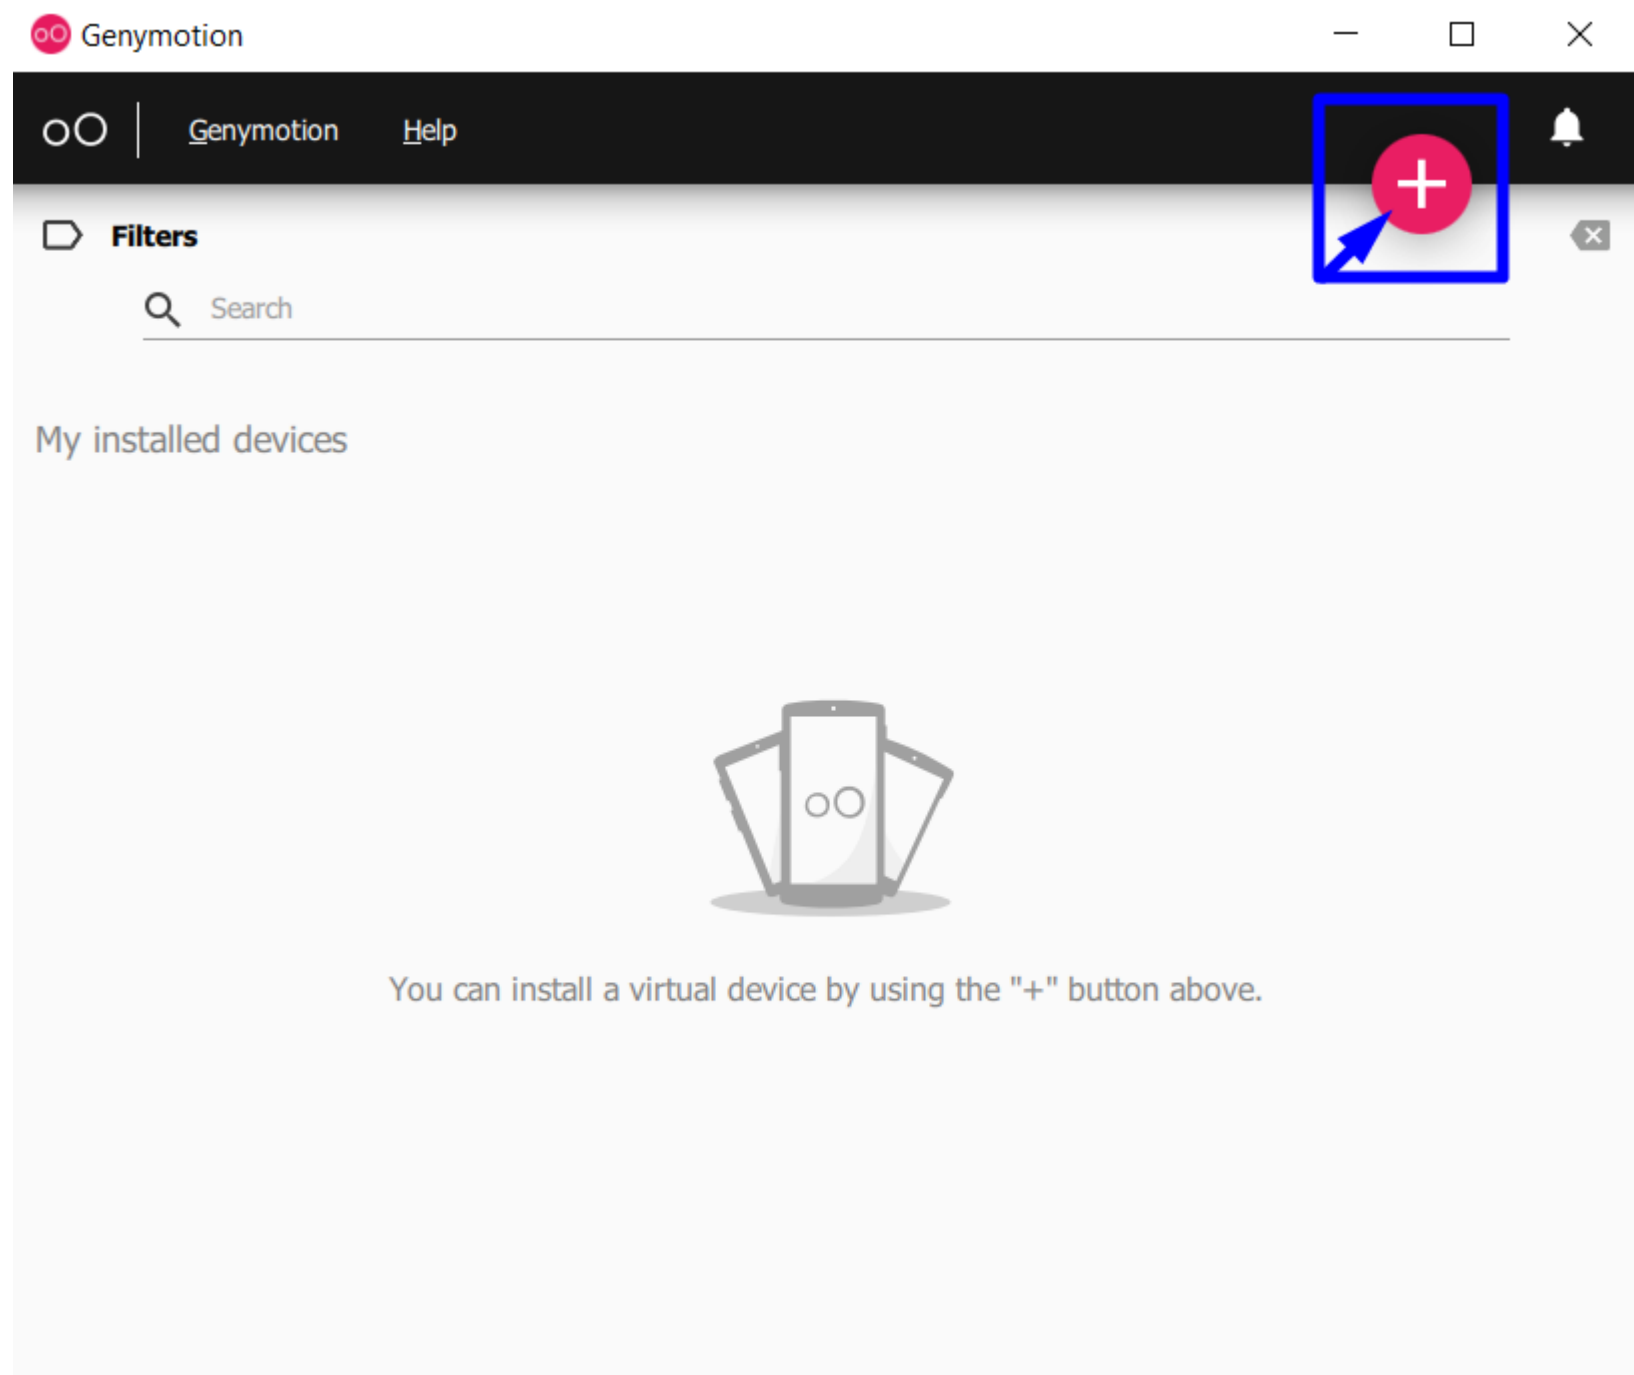 Genymotion
Genymotion Help
Filters
Search
My installed devices
You can install a virtual device by using the "+" button above.